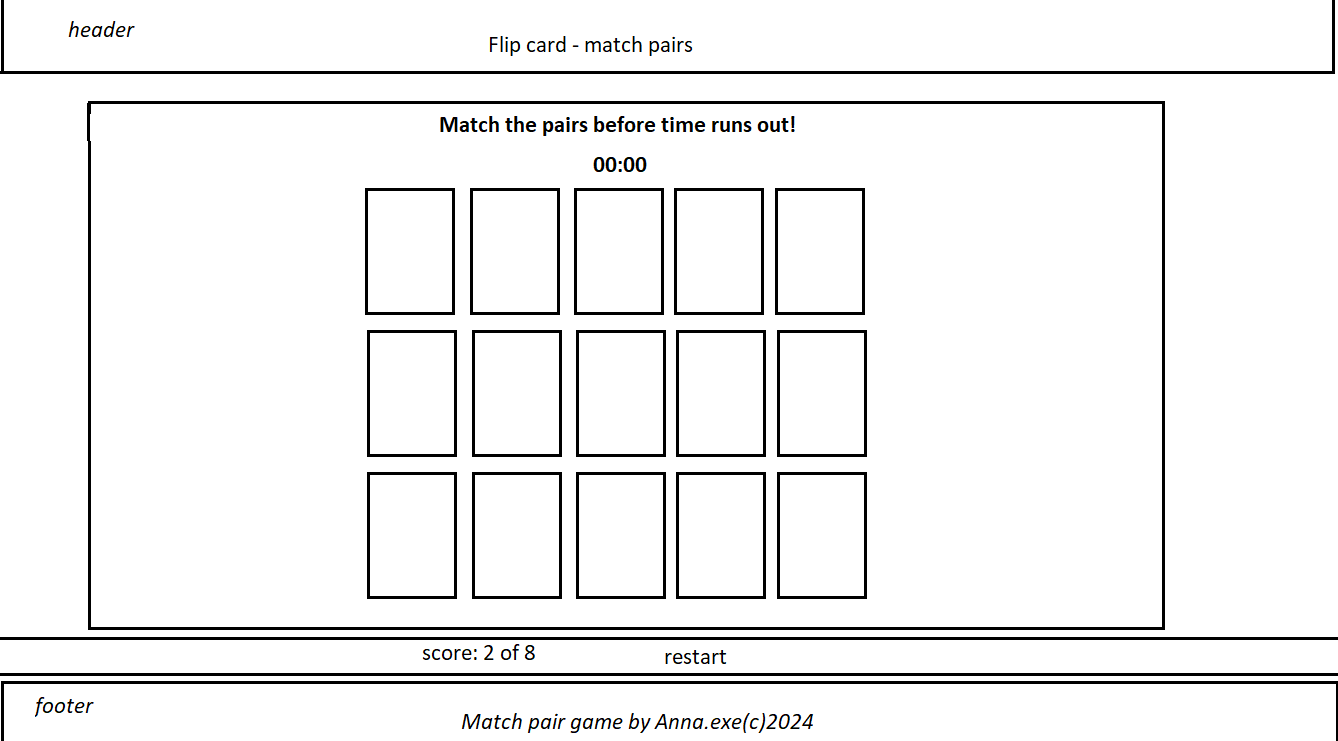 header
Flip card - match pairs
Match the pairs before time runs out!
00:00
score: 2 of 8
restart
footer
Match pair game by Anna.exe(c)2024